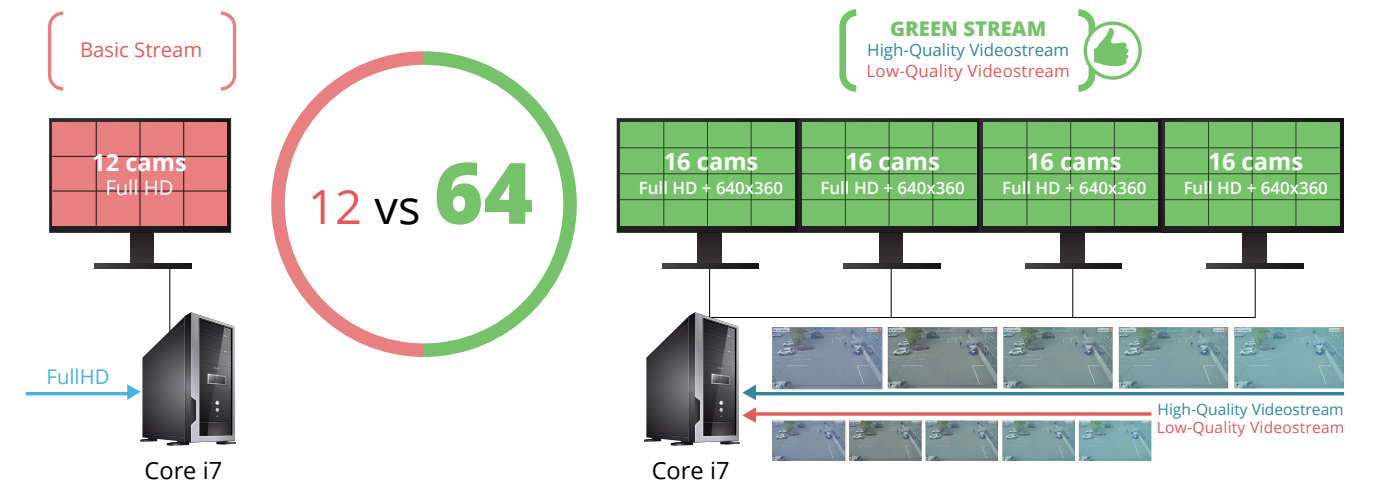 Basic Stream
12 cams
Full HD
FullHD
Core i7
12 vs 64
GREEN STREAM
High-Quality Videostream
Low-Quality Videostream
16 cams
Full HD + 640x360
16 cams
Full HD + 640x360
16 cams
Full HD + 640x360
16 cams
Full HD + 640x360
High-Quality Videostream
Low-Quality Videostream
Core i7